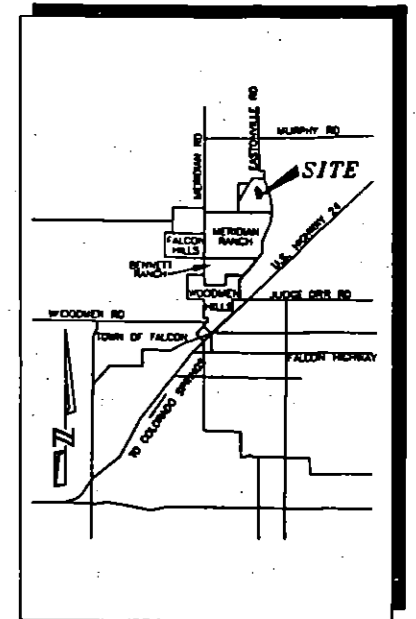 MERIDIAN RD
EASTONVILLE RD
MURPHY RD
SITE
MERIDIAN
RANCH
FALCON
HILLS
U.S. HIGHWAY 24
BENNETT
RANCH
WOODMEN
HILLS
JUDGE ORR RD
WOODMEN RD
TOWN OF FALCON
FALCON HIGHWAY
TO COLORADO SPRINGS
N